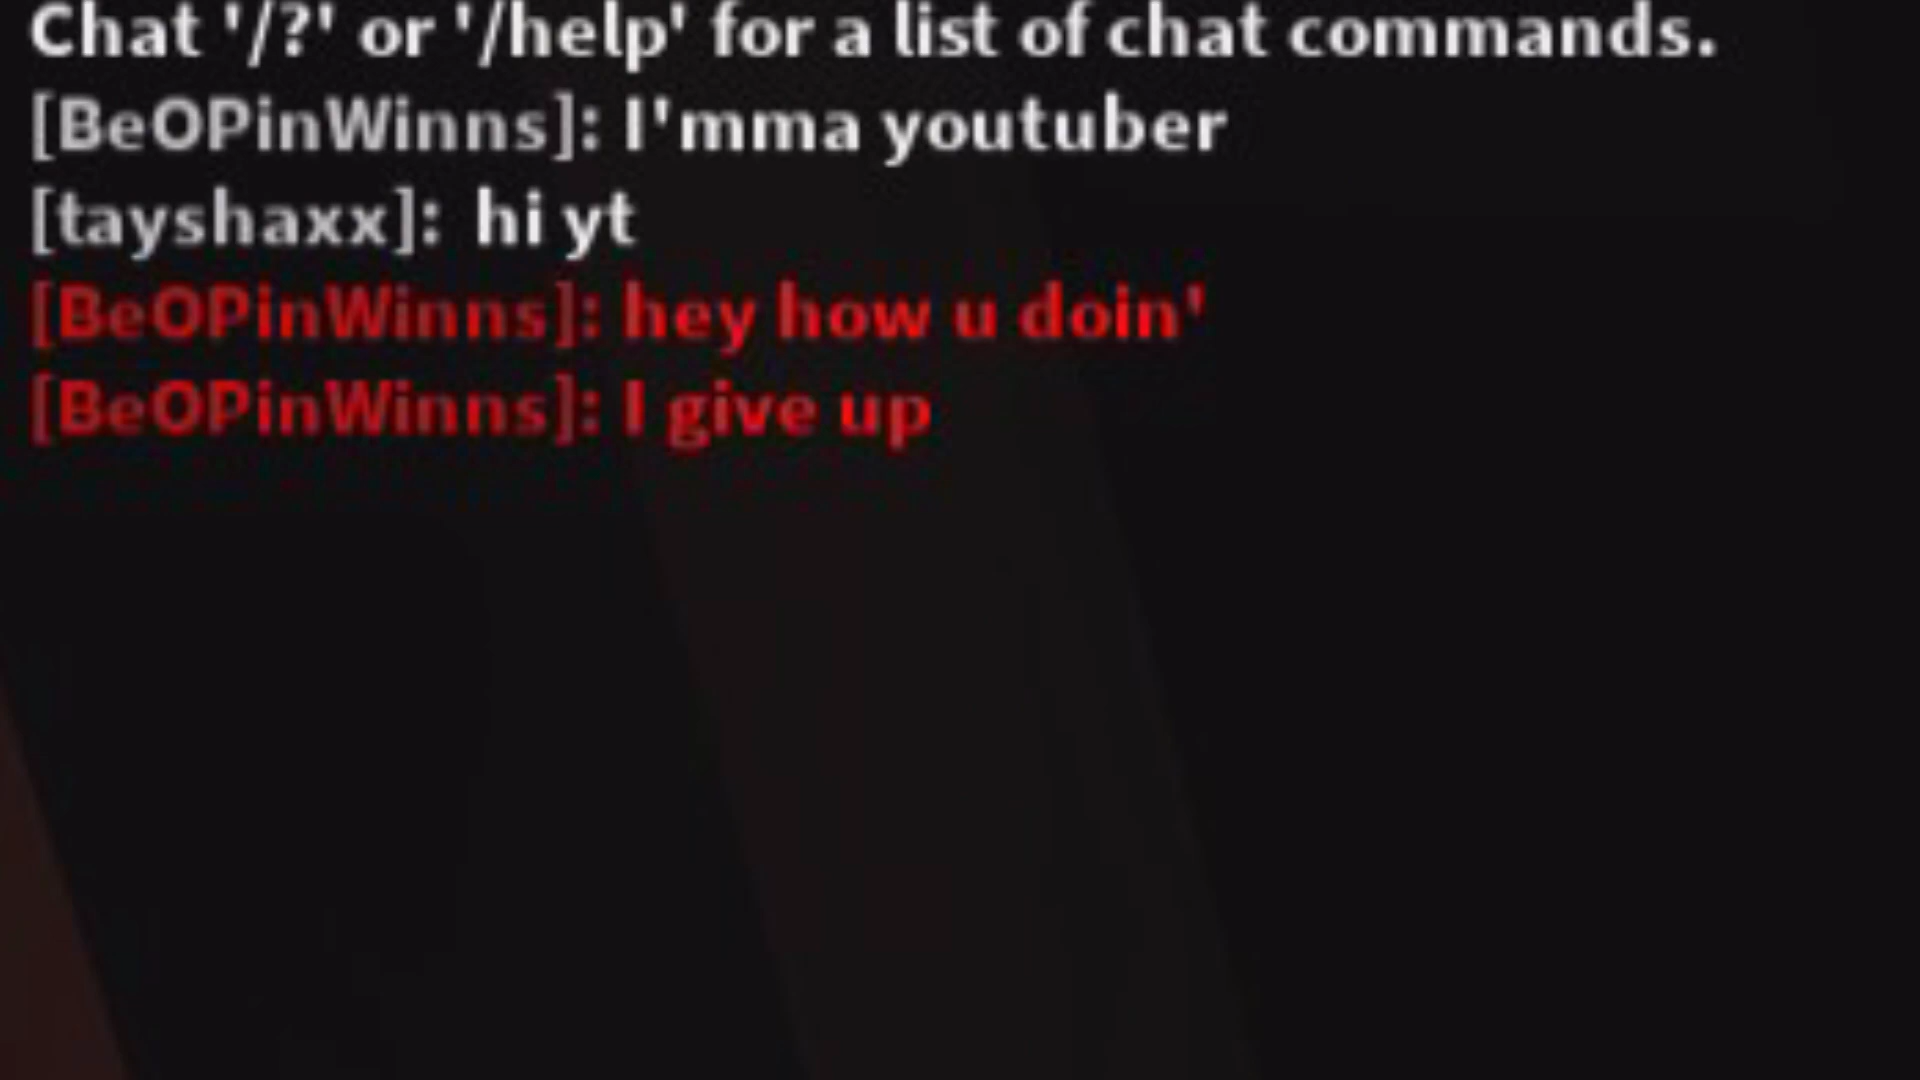 Chat '/?' or '/help' for a list of chat commands.
[BeOPinWinns]: I'mma youtuber
[tayshaxx]: hi yt
[BeOPinWinns]: hey how u doin'
[BeOPinWinns]: I give up